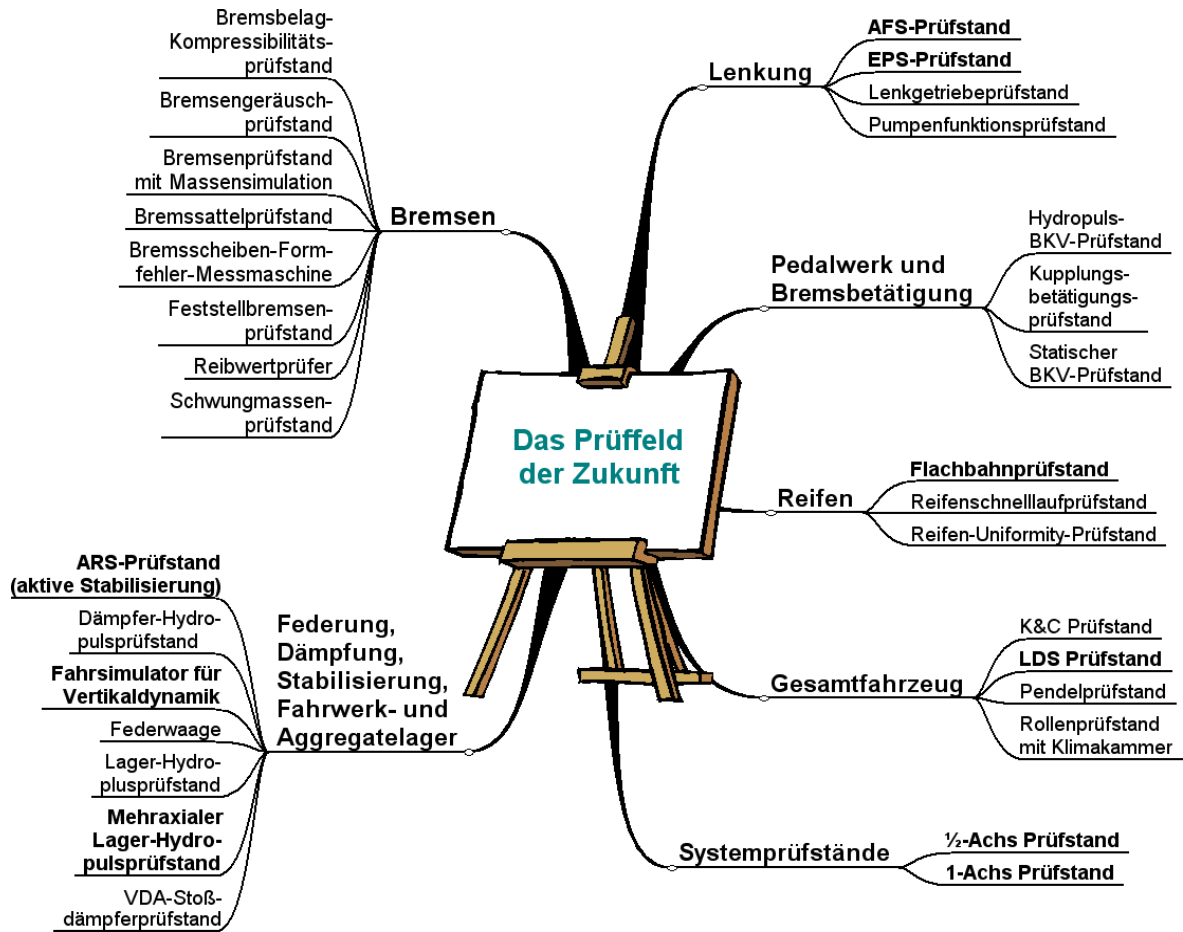 Das Prüffeld
der Zukunft
Bremsen
Bremsbelag-
Kompressibilitäts-
prüfstand
Bremsengeräusch-
prüfstand
Bremsenprüfstand
mit Massensimulation
Bremssattelprüfstand
Bremsscheiben-Form-
fehler-Messmaschine
Feststellbremsen-
prüfstand
Reibwertprüfer
Schwungmassen-
prüfstand
Lenkung
AFS-Prüfstand
EPS-Prüfstand
Lenkgetriebeprüfstand
Pumpenfunktionsprüfstand
Pedalwerk und
Bremsbetätigung
Hydropuls-
BKV-Prüfstand
Kupplungs-
betätigungs-
prüfstand
Statischer
BKV-Prüfstand
Reifen
Flachbahnprüfstand
Reifenschnelllaufprüfstand
Reifen-Uniformity-Prüfstand
Federung,
Dämpfung,
Stabilisierung,
Fahrwerk- und
Aggregatelager
ARS-Prüfstand
(aktive Stabilisierung)
Dämpfer-Hydro-
pulsprüfstand
Fahrsimulator für
Vertikaldynamik
Federwaage
Lager-Hydro-
plusprüfstand
Mehraxialer
Lager-Hydro-
pulsprüfstand
VDA-Stoß-
dämpferprüfstand
Gesamtfahrzeug
K&C Prüfstand
LDS Prüfstand
Pendelprüfstand
Rollenprüfstand
mit Klimakammer
Systemprüfstände
½-Achs Prüfstand
1-Achs Prüfstand